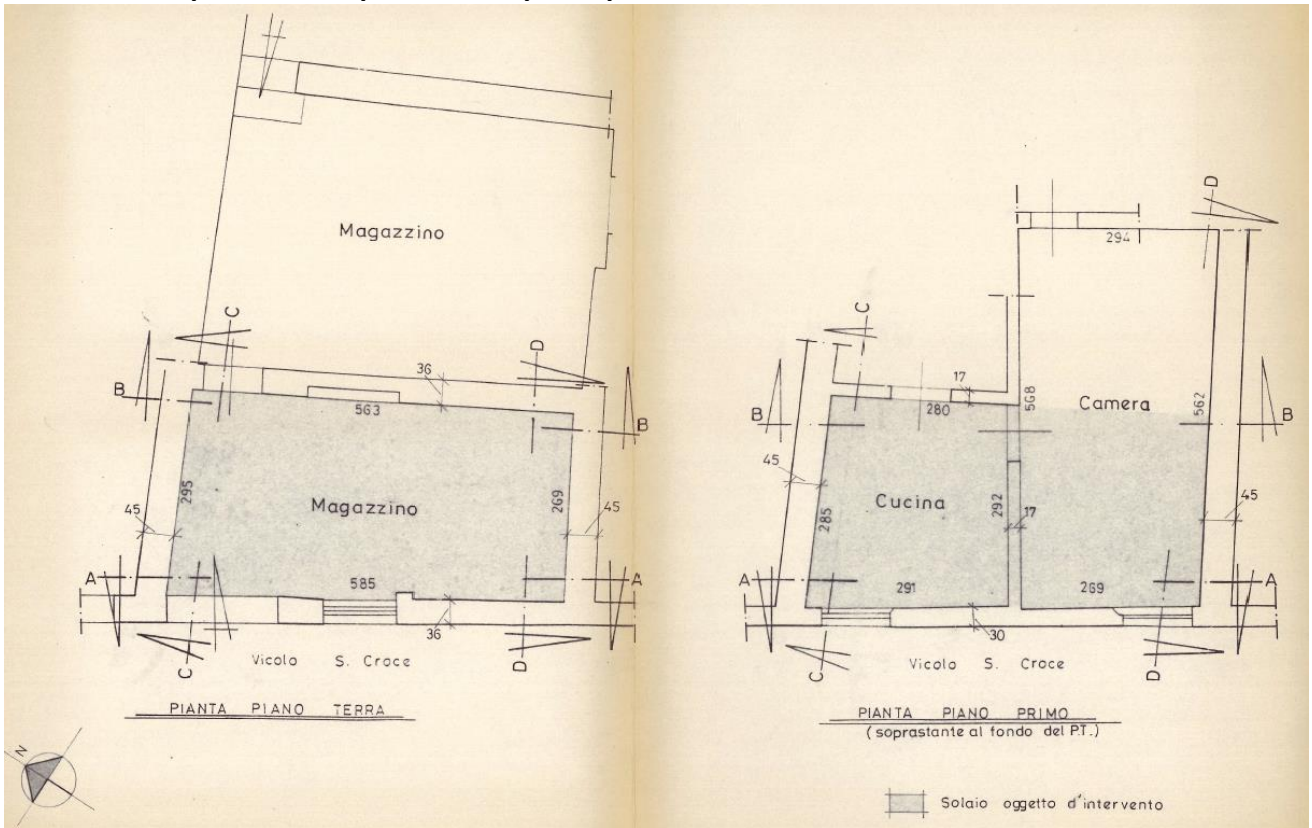 Magazzino
C
D
36
B
563
B
295
Magazzino
269
45
45
A
585
A
36
C
Vicolo S. Croce
D
PIANTA PIANO TERRA
N
D
294
C
17
280
568
Camera
562
B
B
45
Cucina
285
292
17
45
A
291
269
A
30
C
Vicolo S. Croce
D
PIANTA PIANO PRIMO
(soprastante al fondo del P.T.)
Solaio oggetto d'intervento